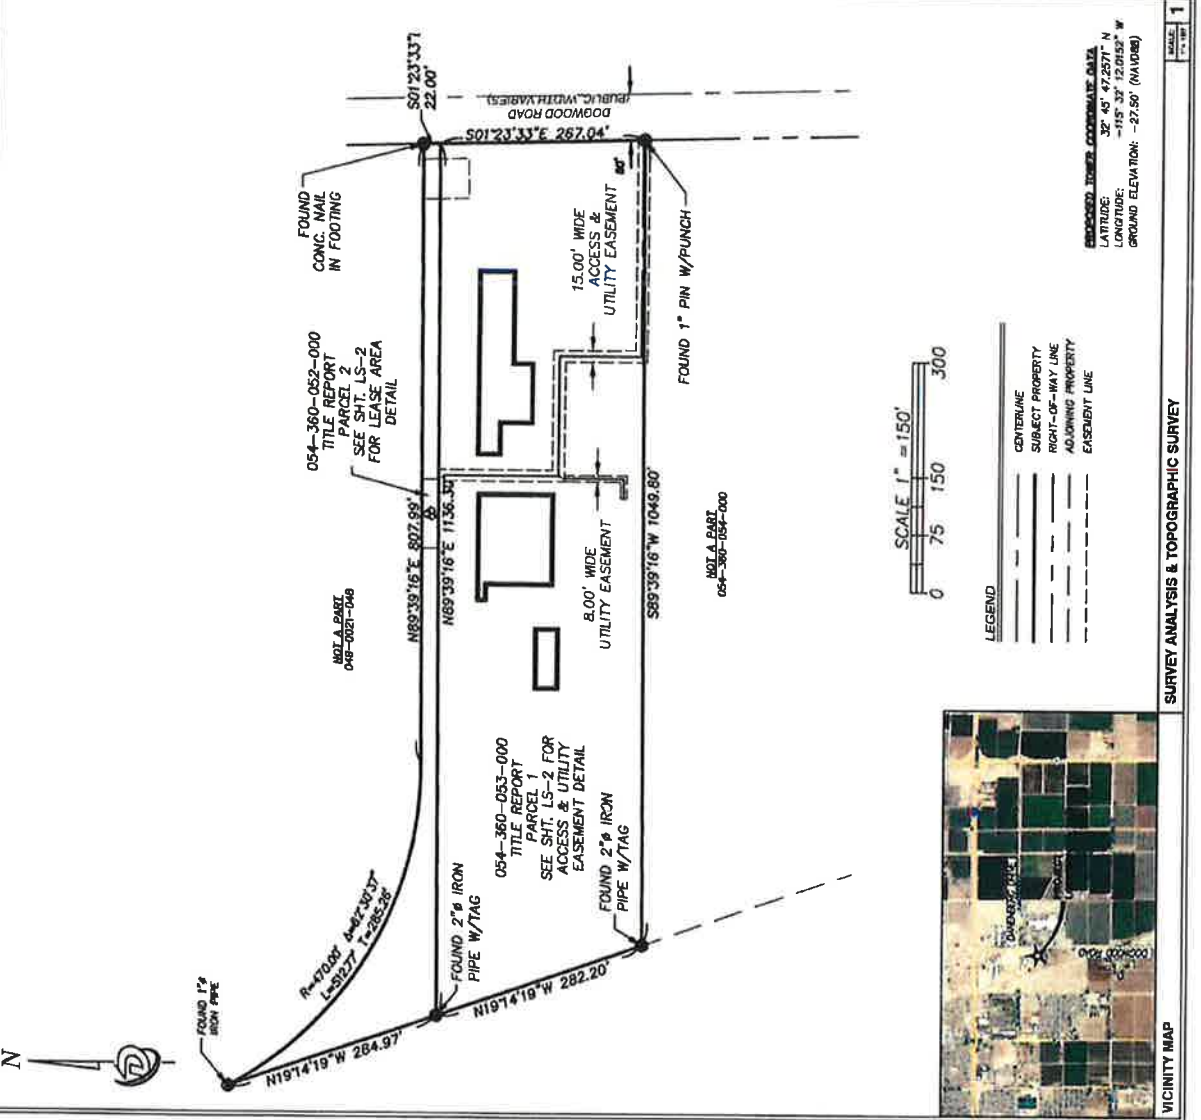 N
FOUND 1"ø
IRON PIPE
R=470.00' Δ=62°30'37"
L=512.77' T=285.26'
N19°14'19"W 284.97'
FOUND 2"ø IRON
PIPE W/TAG
N19°14'19"W 282.20'
FOUND 2"ø IRON
PIPE W/TAG
NOT A PART
048-0021-046
N89°39'16"E 807.99'
N89°39'16"E 1136.30'
054-360-052-000
TITLE REPORT
PARCEL 2
SEE SHT. LS-2
FOR LEASE AREA
DETAIL
FOUND
CONC. NAIL
IN FOOTING
S01°23'33"
22.00'
S01°23'33"E 267.04'
DOGWOOD ROAD
(PUBLIC, WIDTH VARIES)
80'
15.00' WIDE
ACCESS &
UTILITY EASEMENT
FOUND 1" PIN W/PUNCH
8.00' WIDE
UTILITY EASEMENT
054-360-053-000
TITLE REPORT
PARCEL 1
SEE SHT. LS-2 FOR
ACCESS & UTILITY
EASEMENT DETAIL
S89°39'16"W 1049.80'
NOT A PART
054-360-054-000
SCALE 1" =150'
0 75 150 300
LEGEND
CENTERLINE
SUBJECT PROPERTY
RIGHT-OF-WAY LINE
ADJOINING PROPERTY
EASEMENT LINE
PROPOSED TOWER COORDINATE DATA
LATITUDE: 32° 45' 47.2571" N
LONGITUDE: -115° 32' 12.0152" W
GROUND ELEVATION: -27.50' (NAVD88)
DOGWOOD ROAD
VICINITY MAP
SURVEY ANALYSIS & TOPOGRAPHIC SURVEY
SCALE:
1